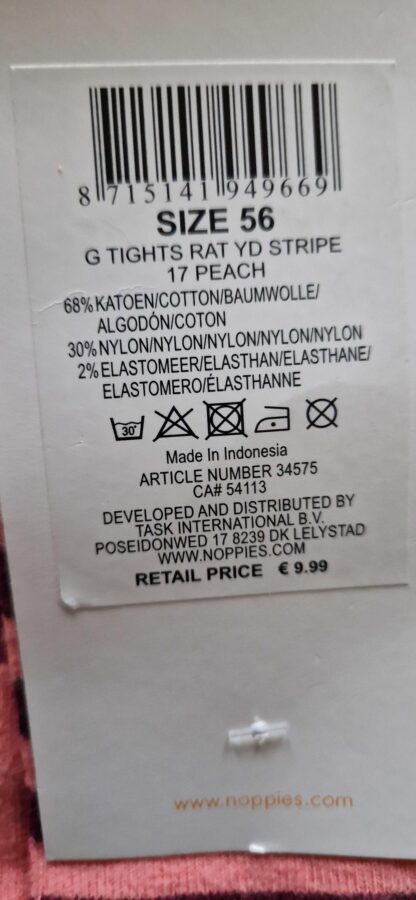 8 715141 949669
SIZE 56
G TIGHTS RAT YD STRIPE
17 PEACH
68% KATOEN/COTTON/BAUMWOLLE/
ALGODÓN/COTON
30% NYLON/NYLON/NYLON/NYLON/NYLON
2% ELASTOMEER/ELASTHAN/ELASTHANE/
ELASTOMERO/ÉLASTHANNE
30°
Made In Indonesia
ARTICLE NUMBER 34575
CA# 54113
DEVELOPED AND DISTRIBUTED BY
TASK INTERNATIONAL B.V.
POSEIDONWED 17 8239 DK LELYSTAD
WWW.NOPPIES.COM
RETAIL PRICE € 9.99
www.noppies.com